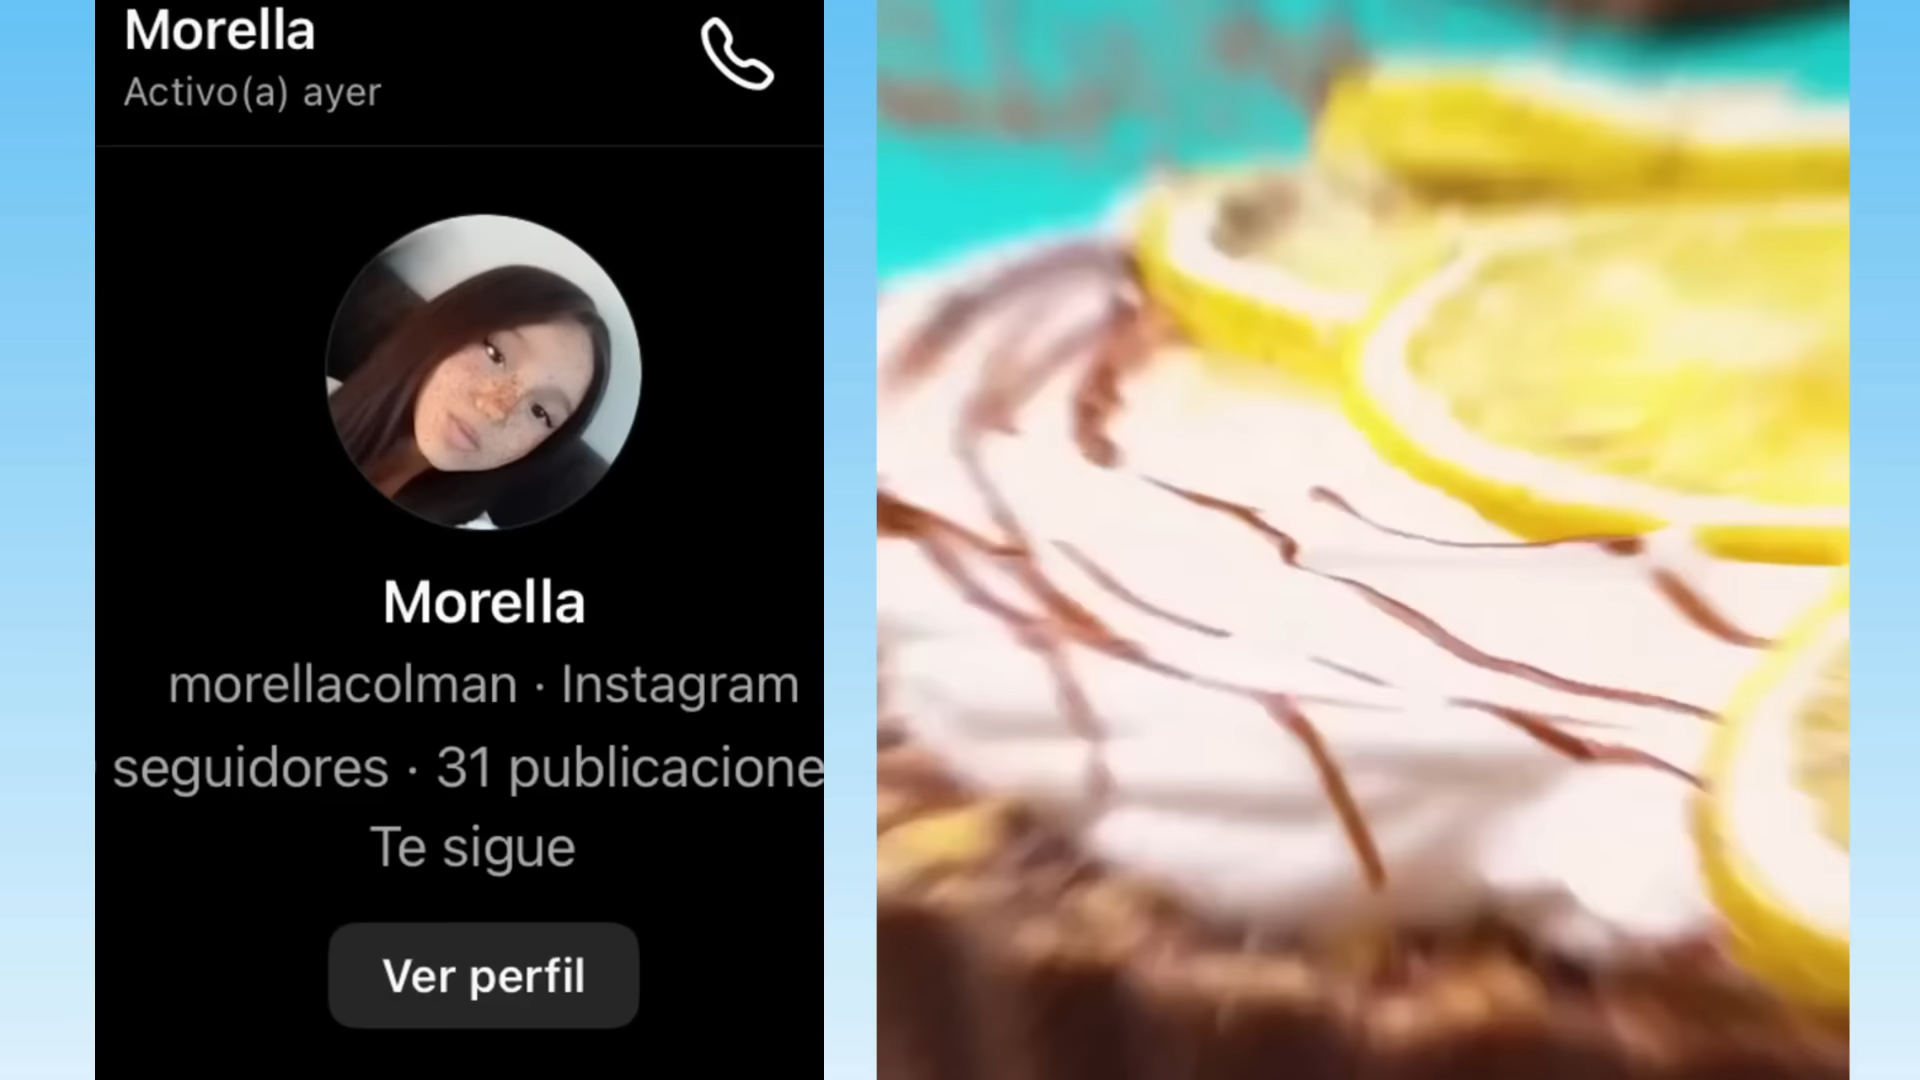 Morella
Activo(a) ayer
Morella
morellacolman · Instagram
seguidores · 31 publicacione
Te sigue
Ver perfil